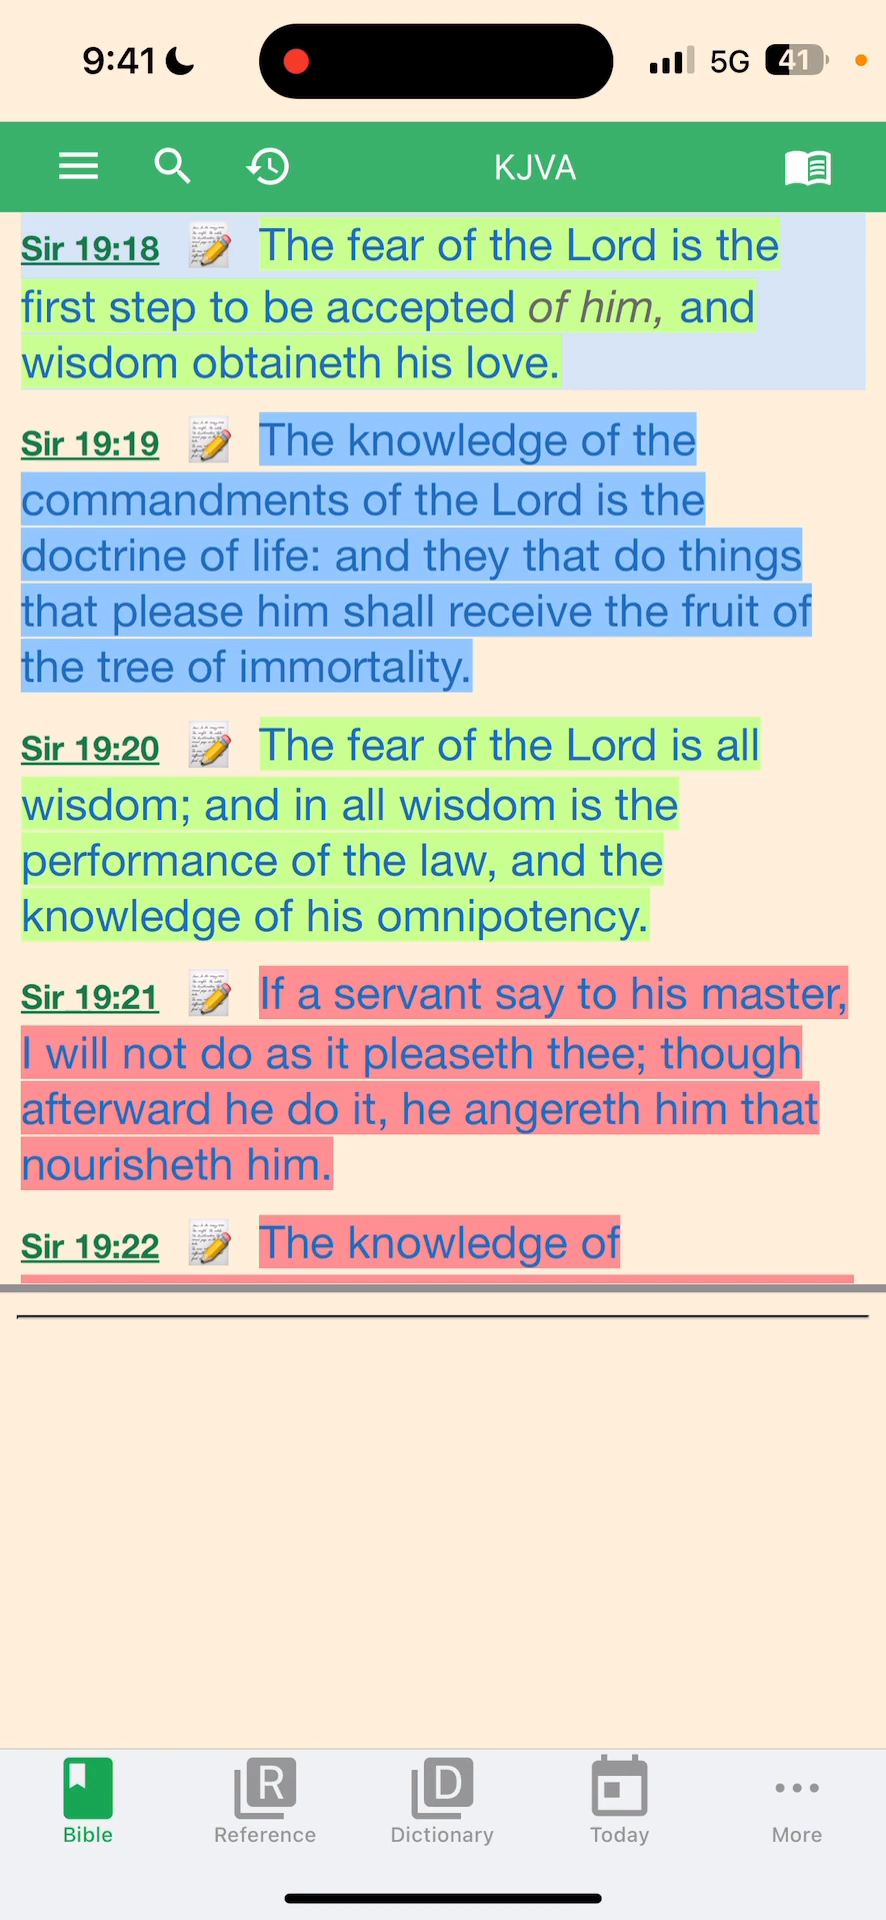 9:41
5G
41
KJVA
Sir 19:18 The fear of the Lord is the
first step to be accepted of him, and
wisdom obtaineth his love.
Sir 19:19 The knowledge of the
commandments of the Lord is the
doctrine of life: and they that do things
that please him shall receive the fruit of
the tree of immortality.
Sir 19:20 The fear of the Lord is all
wisdom; and in all wisdom is the
performance of the law, and the
knowledge of his omnipotency.
Sir 19:21 If a servant say to his master,
I will not do as it pleaseth thee; though
afterward he do it, he angereth him that
nourisheth him.
Sir 19:22 The knowledge of
R
D
Bible
Reference
Dictionary
Today
More